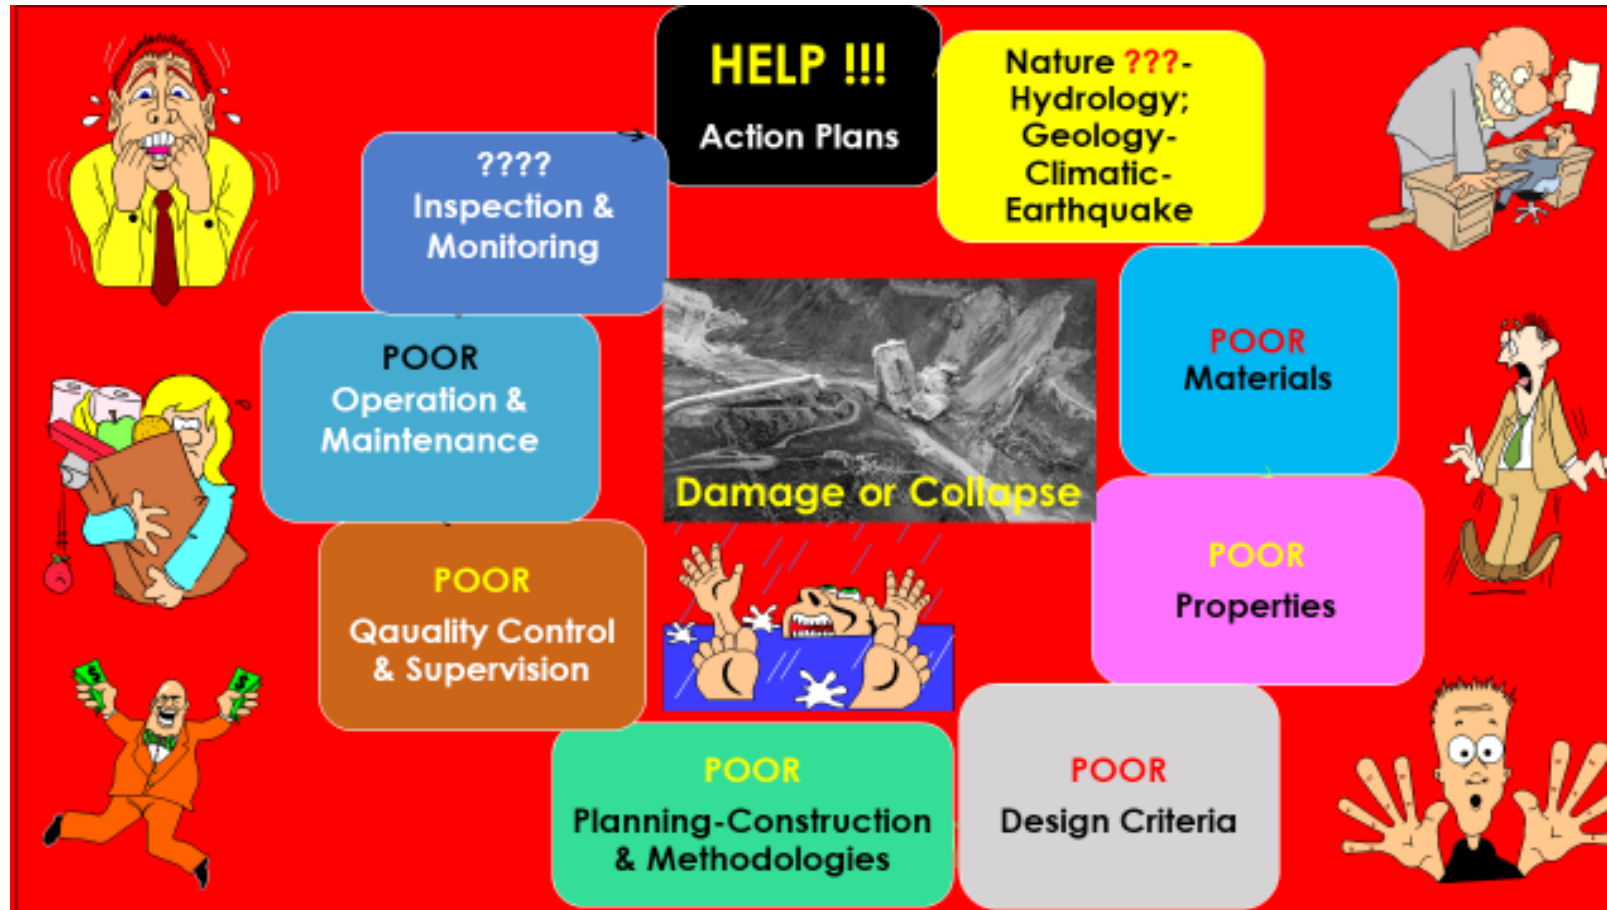 HELP !!!
Action Plans
Nature ???-
Hydrology;
Geology-
Climatic-
Earthquake
POOR
Materials
POOR
Properties
POOR
Design Criteria
POOR
Planning-Construction
& Methodologies
POOR
Qauality Control
& Supervision
POOR
Operation &
Maintenance
????
Inspection &
Monitoring
Damage or Collapse
$
$